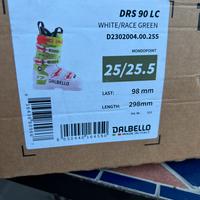 DRS 90 LC
WHITE/RACE GREEN
D2302004.00.255
MONDOPOINT
25/25.5
LAST: 98 mm
LENGTH: 298mm
DALBELLO